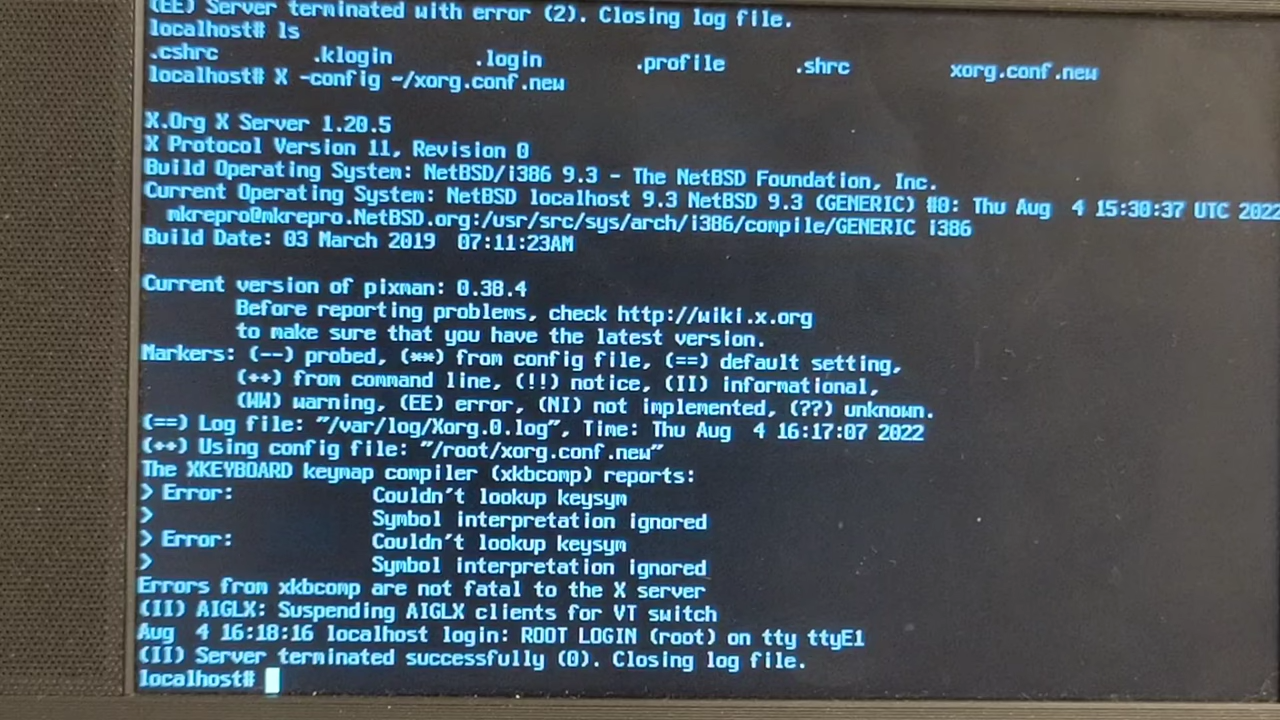 (EE) Server terminated with error (2). Closing log file.
localhost# ls
.cshrc .klogin .login .profile .shrc xorg.conf.new
localhost# X -config ~/xorg.conf.new
X.Org X Server 1.20.5
X Protocol Version 11, Revision 0
Build Operating System: NetBSD/i386 9.3 - The NetBSD Foundation, Inc.
Current Operating System: NetBSD localhost 9.3 NetBSD 9.3 (GENERIC) #0: Thu Aug  4 15:30:37 UTC 2022
mkrepro@mkrepro.NetBSD.org:/usr/src/sys/arch/i386/compile/GENERIC i386
Build Date: 03 March 2019  07:11:23AM
Current version of pixman: 0.38.4
Before reporting problems, check http://wiki.x.org
to make sure that you have the latest version.
Markers: (--) probed, (**) from config file, (==) default setting,
(++) from command line, (!!) notice, (II) informational,
(WW) warning, (EE) error, (NI) not implemented, (??) unknown.
(==) Log file: "/var/log/Xorg.0.log", Time: Thu Aug  4 16:17:07 2022
(++) Using config file: "/root/xorg.conf.new"
The XKEYBOARD keymap compiler (xkbcomp) reports:
> Error: Couldn't lookup keysym
> Symbol interpretation ignored
> Error: Couldn't lookup keysym
> Symbol interpretation ignored
Errors from xkbcomp are not fatal to the X server
(II) AIGLX: Suspending AIGLX clients for VT switch
Aug  4 16:18:16 localhost login: ROOT LOGIN (root) on tty ttyE1
(II) Server terminated successfully (0). Closing log file.
localhost#